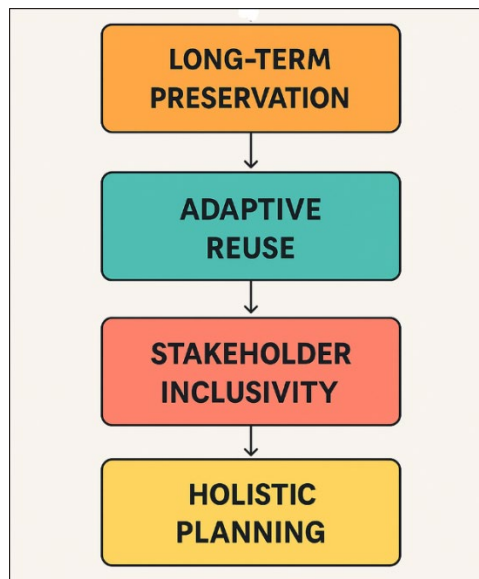 LONG-TERM
PRESERVATION
ADAPTIVE
REUSE
STAKEHOLDER
INCLUSIVITY
HOLISTIC
PLANNING